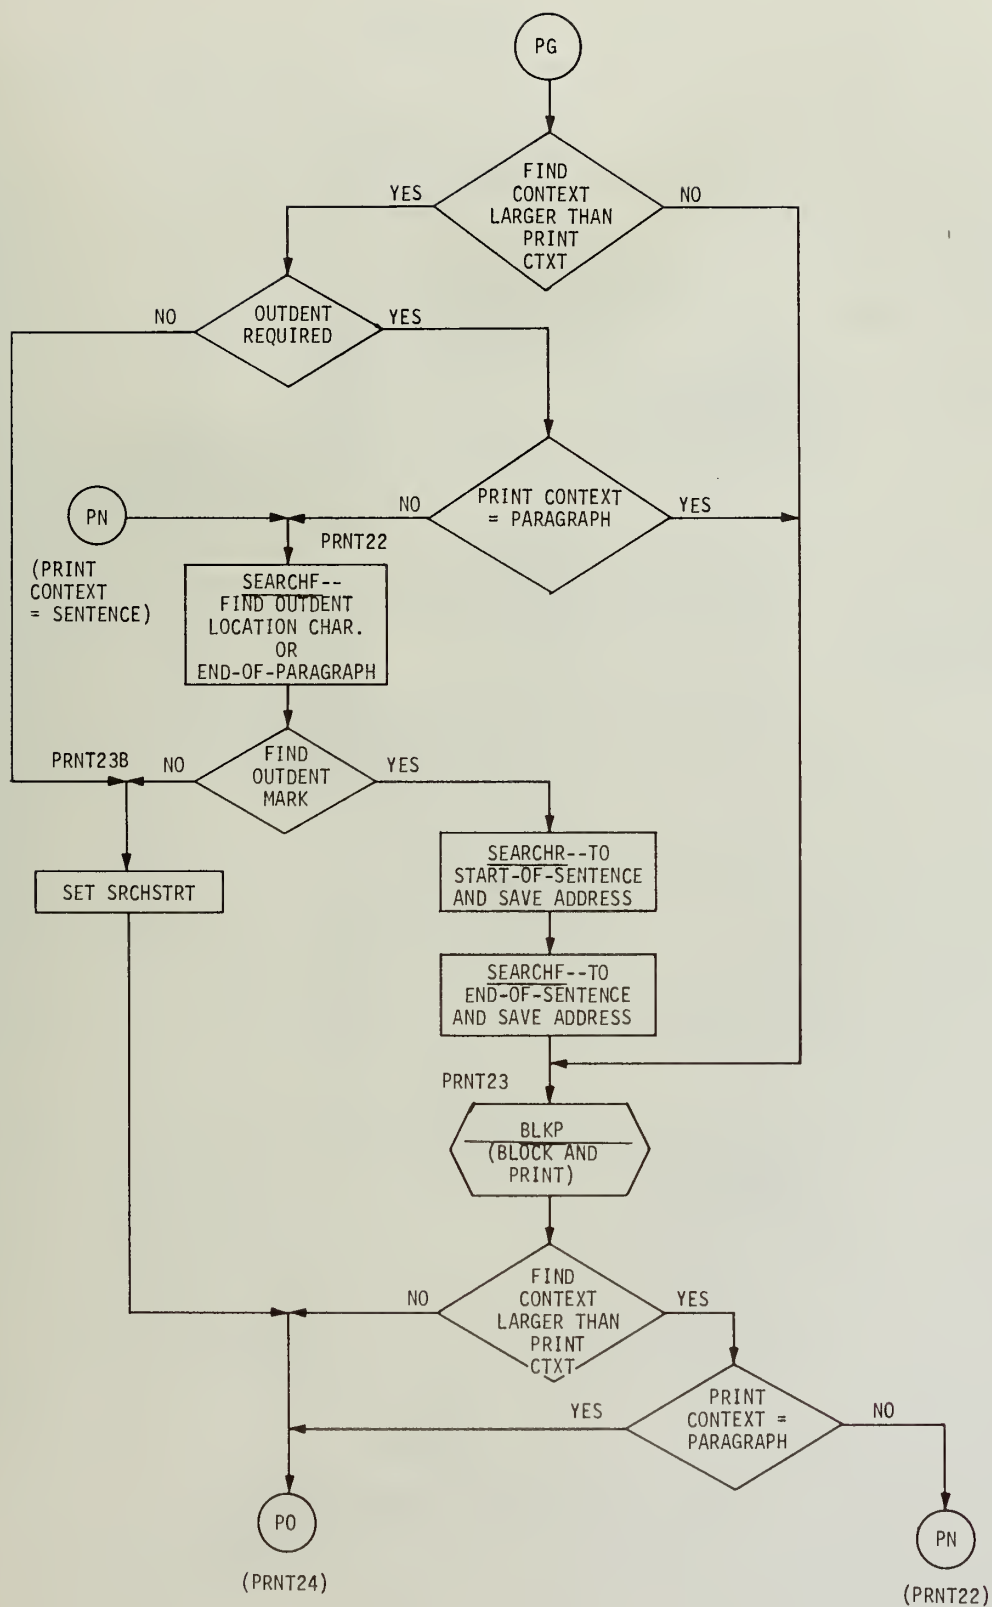 PG
FIND
CONTEXT
LARGER THAN
PRINT
CTXT
YES
NO
OUTDENT
REQUIRED
NO
YES
PRINT CONTEXT
= PARAGRAPH
NO
YES
PN
(PRINT
CONTEXT
= SENTENCE)
PRNT22
SEARCHF--
FIND OUTDENT
LOCATION CHAR.
OR
END-OF-PARAGRAPH
PRNT23B
NO
FIND
OUTDENT
MARK
YES
SET SRCHSTRT
SEARCHR--TO
START-OF-SENTENCE
AND SAVE ADDRESS
SEARCHF--TO
END-OF-SENTENCE
AND SAVE ADDRESS
PRNT23
BLKP
(BLOCK AND
PRINT)
FIND
CONTEXT
LARGER THAN
PRINT
CTXT
NO
YES
PRINT
CONTEXT =
PARAGRAPH
YES
NO
PO
(PRNT24)
PN
(PRNT22)